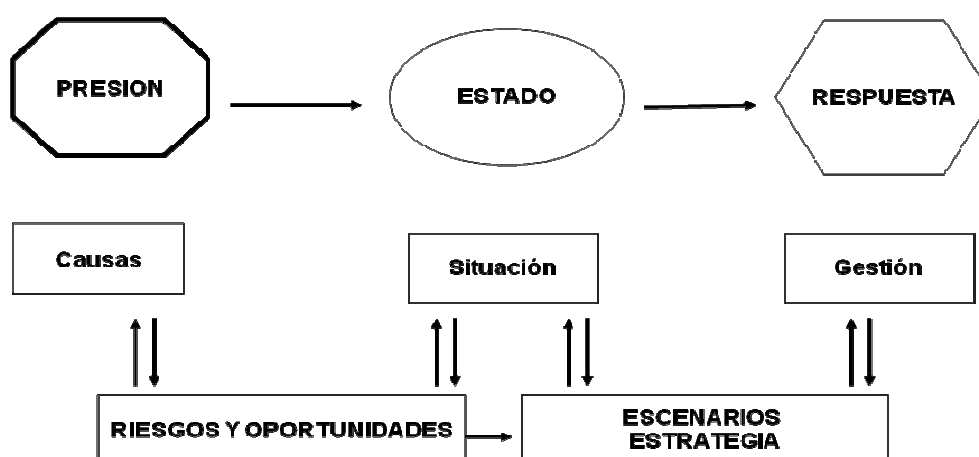 PRESION
ESTADO
RESPUESTA
Causas
Situación
Gestión
RIESGOS Y OPORTUNIDADES
ESCENARIOS
ESTRATEGIA